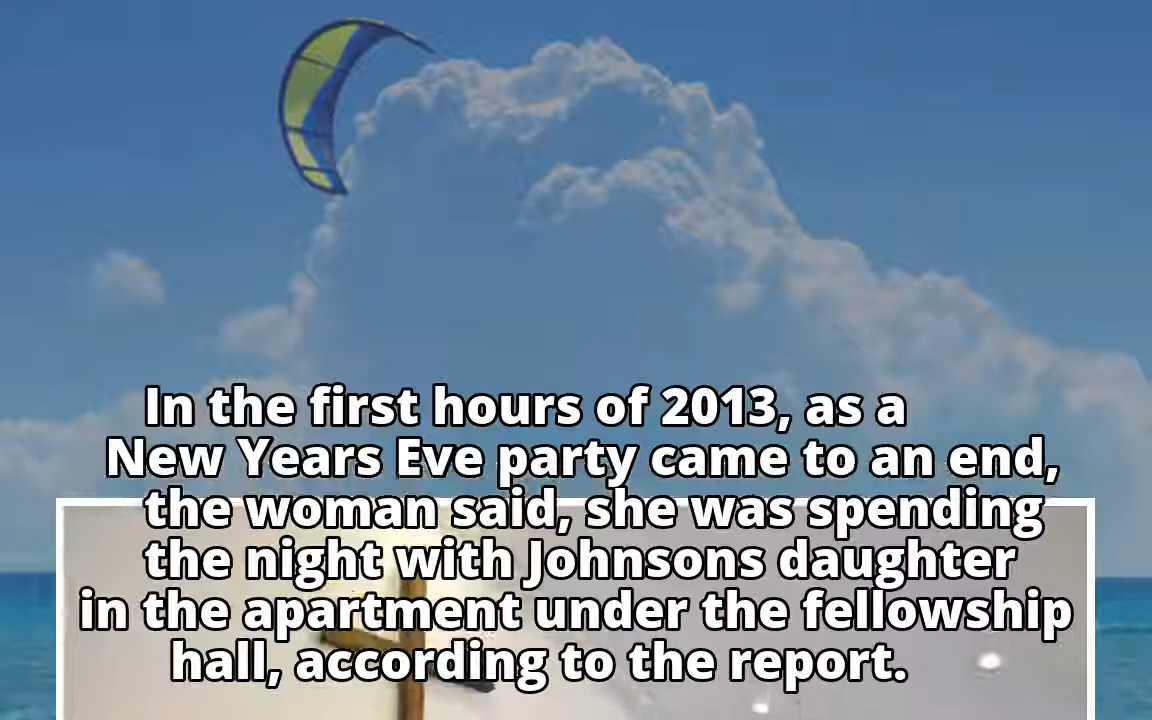 In the first hours of 2013, as a
New Years Eve party came to an end,
the woman said, she was spending
the night with Johnsons daughter
in the apartment under the fellowship
hall, according to the report.